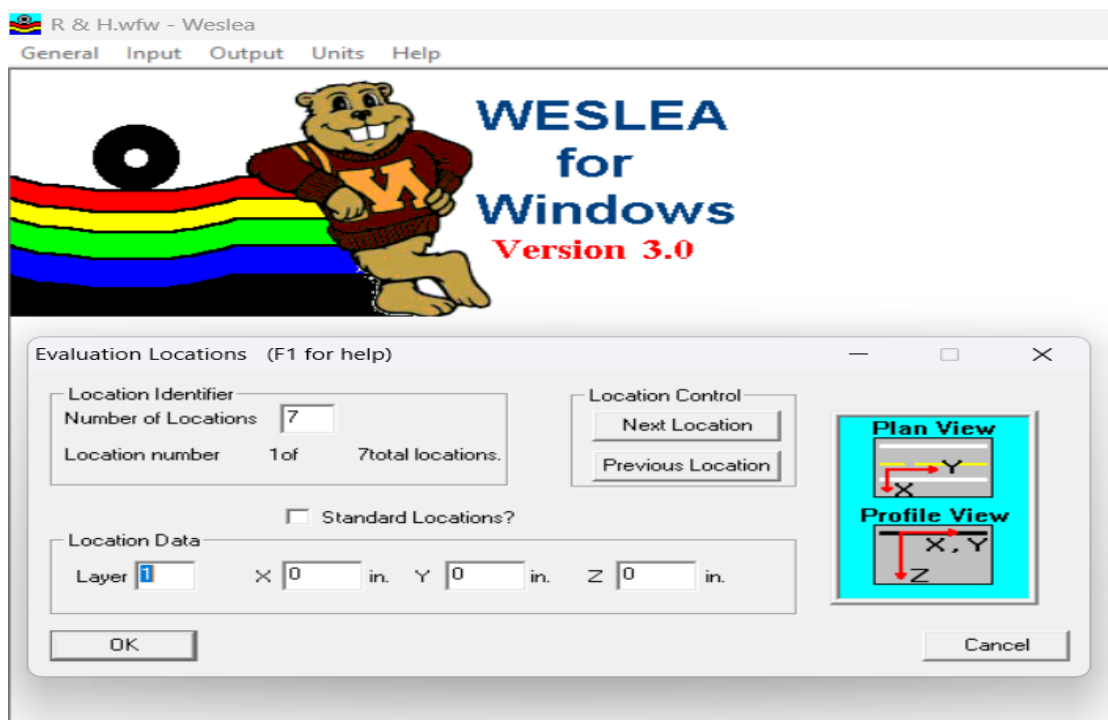 R & H.wfw - Weslea
General Input Output Units Help
WESLEA
for
Windows
Version 3.0
Evaluation Locations (F1 for help)
Location Identifier
Number of Locations 7
Location number 1of 7total locations.
Location Control
Next Location
Previous Location
Standard Locations?
Location Data
Layer 1 X 0 in. Y 0 in. Z 0 in.
Plan View
Y
X
Profile View
X, Y
Z
OK
Cancel